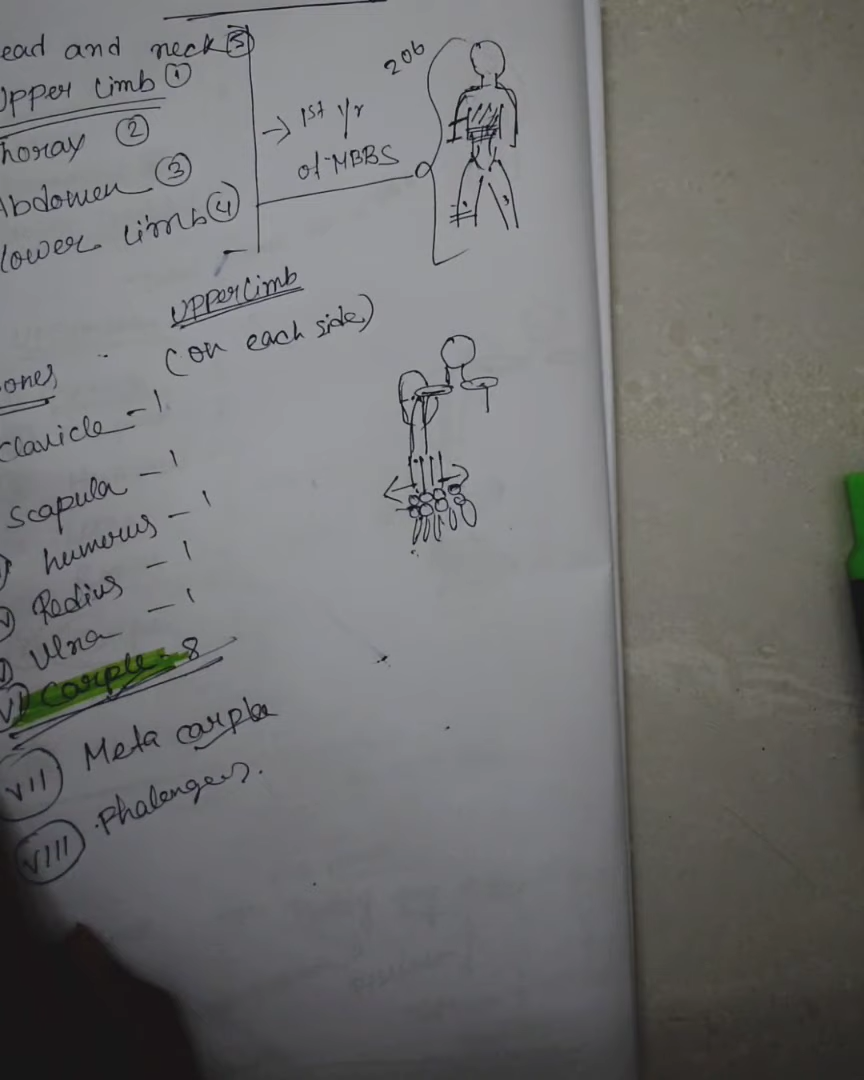 ead and neck 5
Upper limb 1
horax 2
Abdomen 3
lower limb 4
→ 1st Yr
of MBBS
206
Upper limb
(on each side)
ones
Clavicle - 1
Scapula - 1
humerus - 1
Radius - 1
Ulna - 1
VI) Carple - 8
VII) Meta carple
VIII) Phalenges.